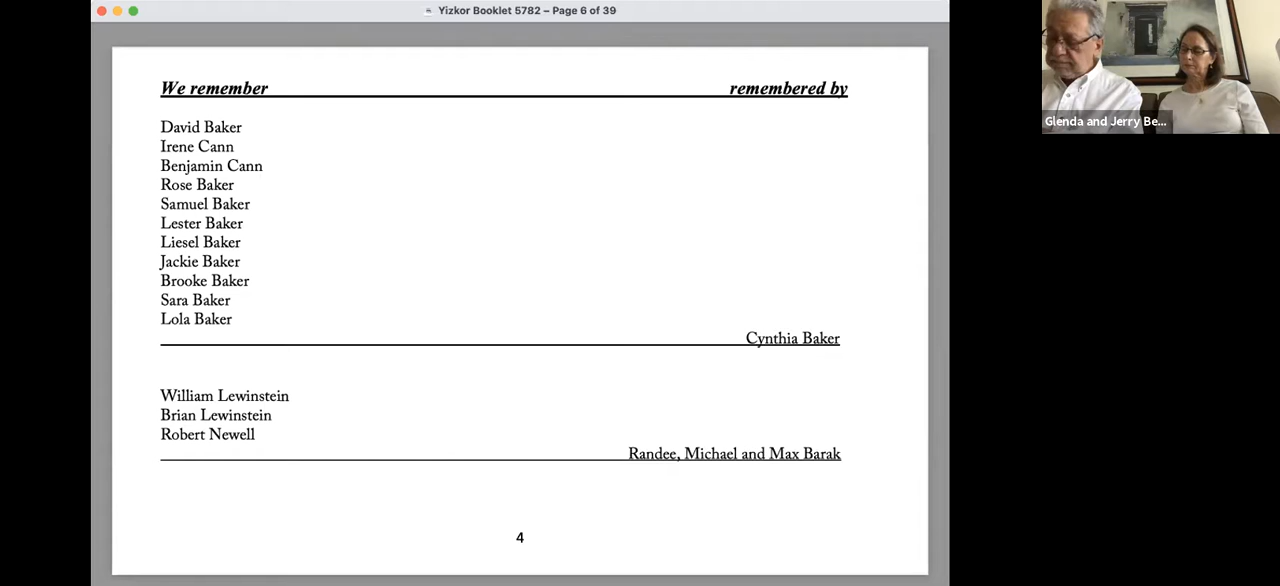 Yizkor Booklet 5782 – Page 6 of 39
We remember remembered by
David Baker
Irene Cann
Benjamin Cann
Rose Baker
Samuel Baker
Lester Baker
Liesel Baker
Jackie Baker
Brooke Baker
Sara Baker
Lola Baker
Cynthia Baker
William Lewinstein
Brian Lewinstein
Robert Newell
Randee, Michael and Max Barak
4
Glenda and Jerry Be...